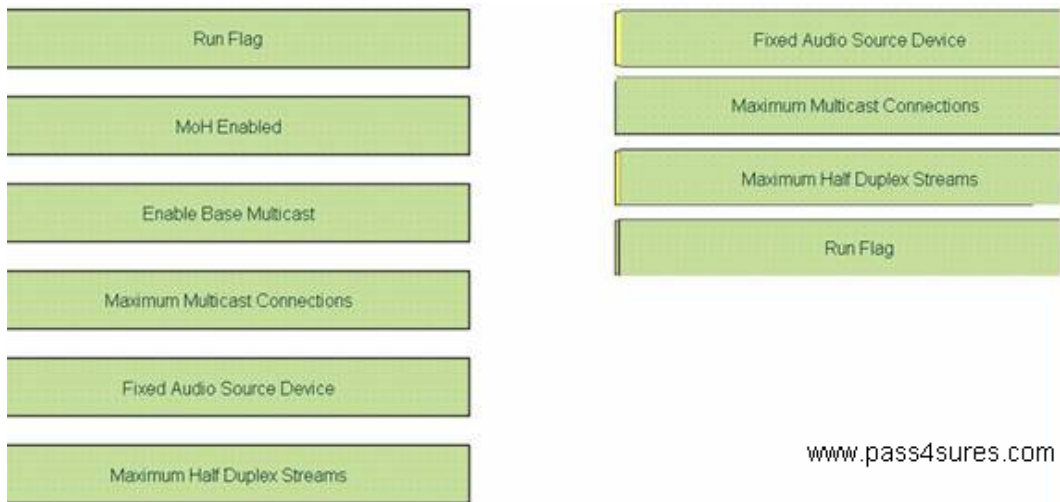 Run Flag
MoH Enabled
Enable Base Multicast
Maximum Multicast Connections
Fixed Audio Source Device
Maximum Half Duplex Streams
Fixed Audio Source Device
Maximum Multicast Connections
Maximum Half Duplex Streams
Run Flag
www.pass4sures.com